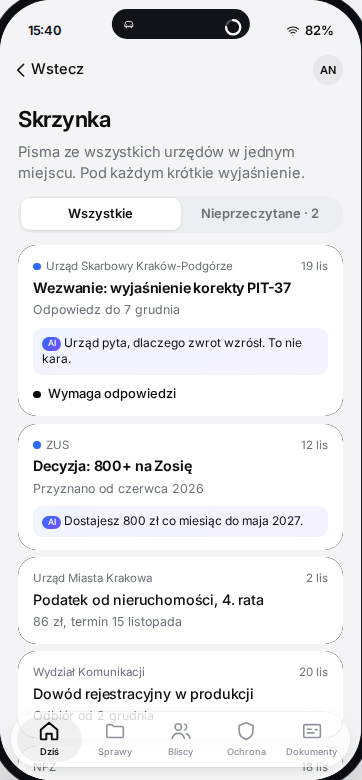 15:40
82%
Wstecz
AN
Skrzynka
Pisma ze wszystkich urzędów w jednym
miejscu. Pod każdym krótkie wyjaśnienie.
Wszystkie
Nieprzeczytane · 2
Urząd Skarbowy Kraków-Podgórze
19 lis
Wezwanie: wyjaśnienie korekty PIT-37
Odpowiedz do 7 grudnia
AI Urząd pyta, dlaczego zwrot wzrósł. To nie
kara.
Wymaga odpowiedzi
ZUS
12 lis
Decyzja: 800+ na Zosię
Przyznano od czerwca 2026
AI Dostajesz 800 zł co miesiąc do maja 2027.
Urząd Miasta Krakowa
2 lis
Podatek od nieruchomości, 4. rata
86 zł, termin 15 listopada
Wydział Komunikacji
20 lis
Dowód rejestracyjny w produkcji
Odbiór od 2 grudnia
Dziś
Sprawy
Bliscy
Ochrona
Dokumenty
NFZ
18 lis